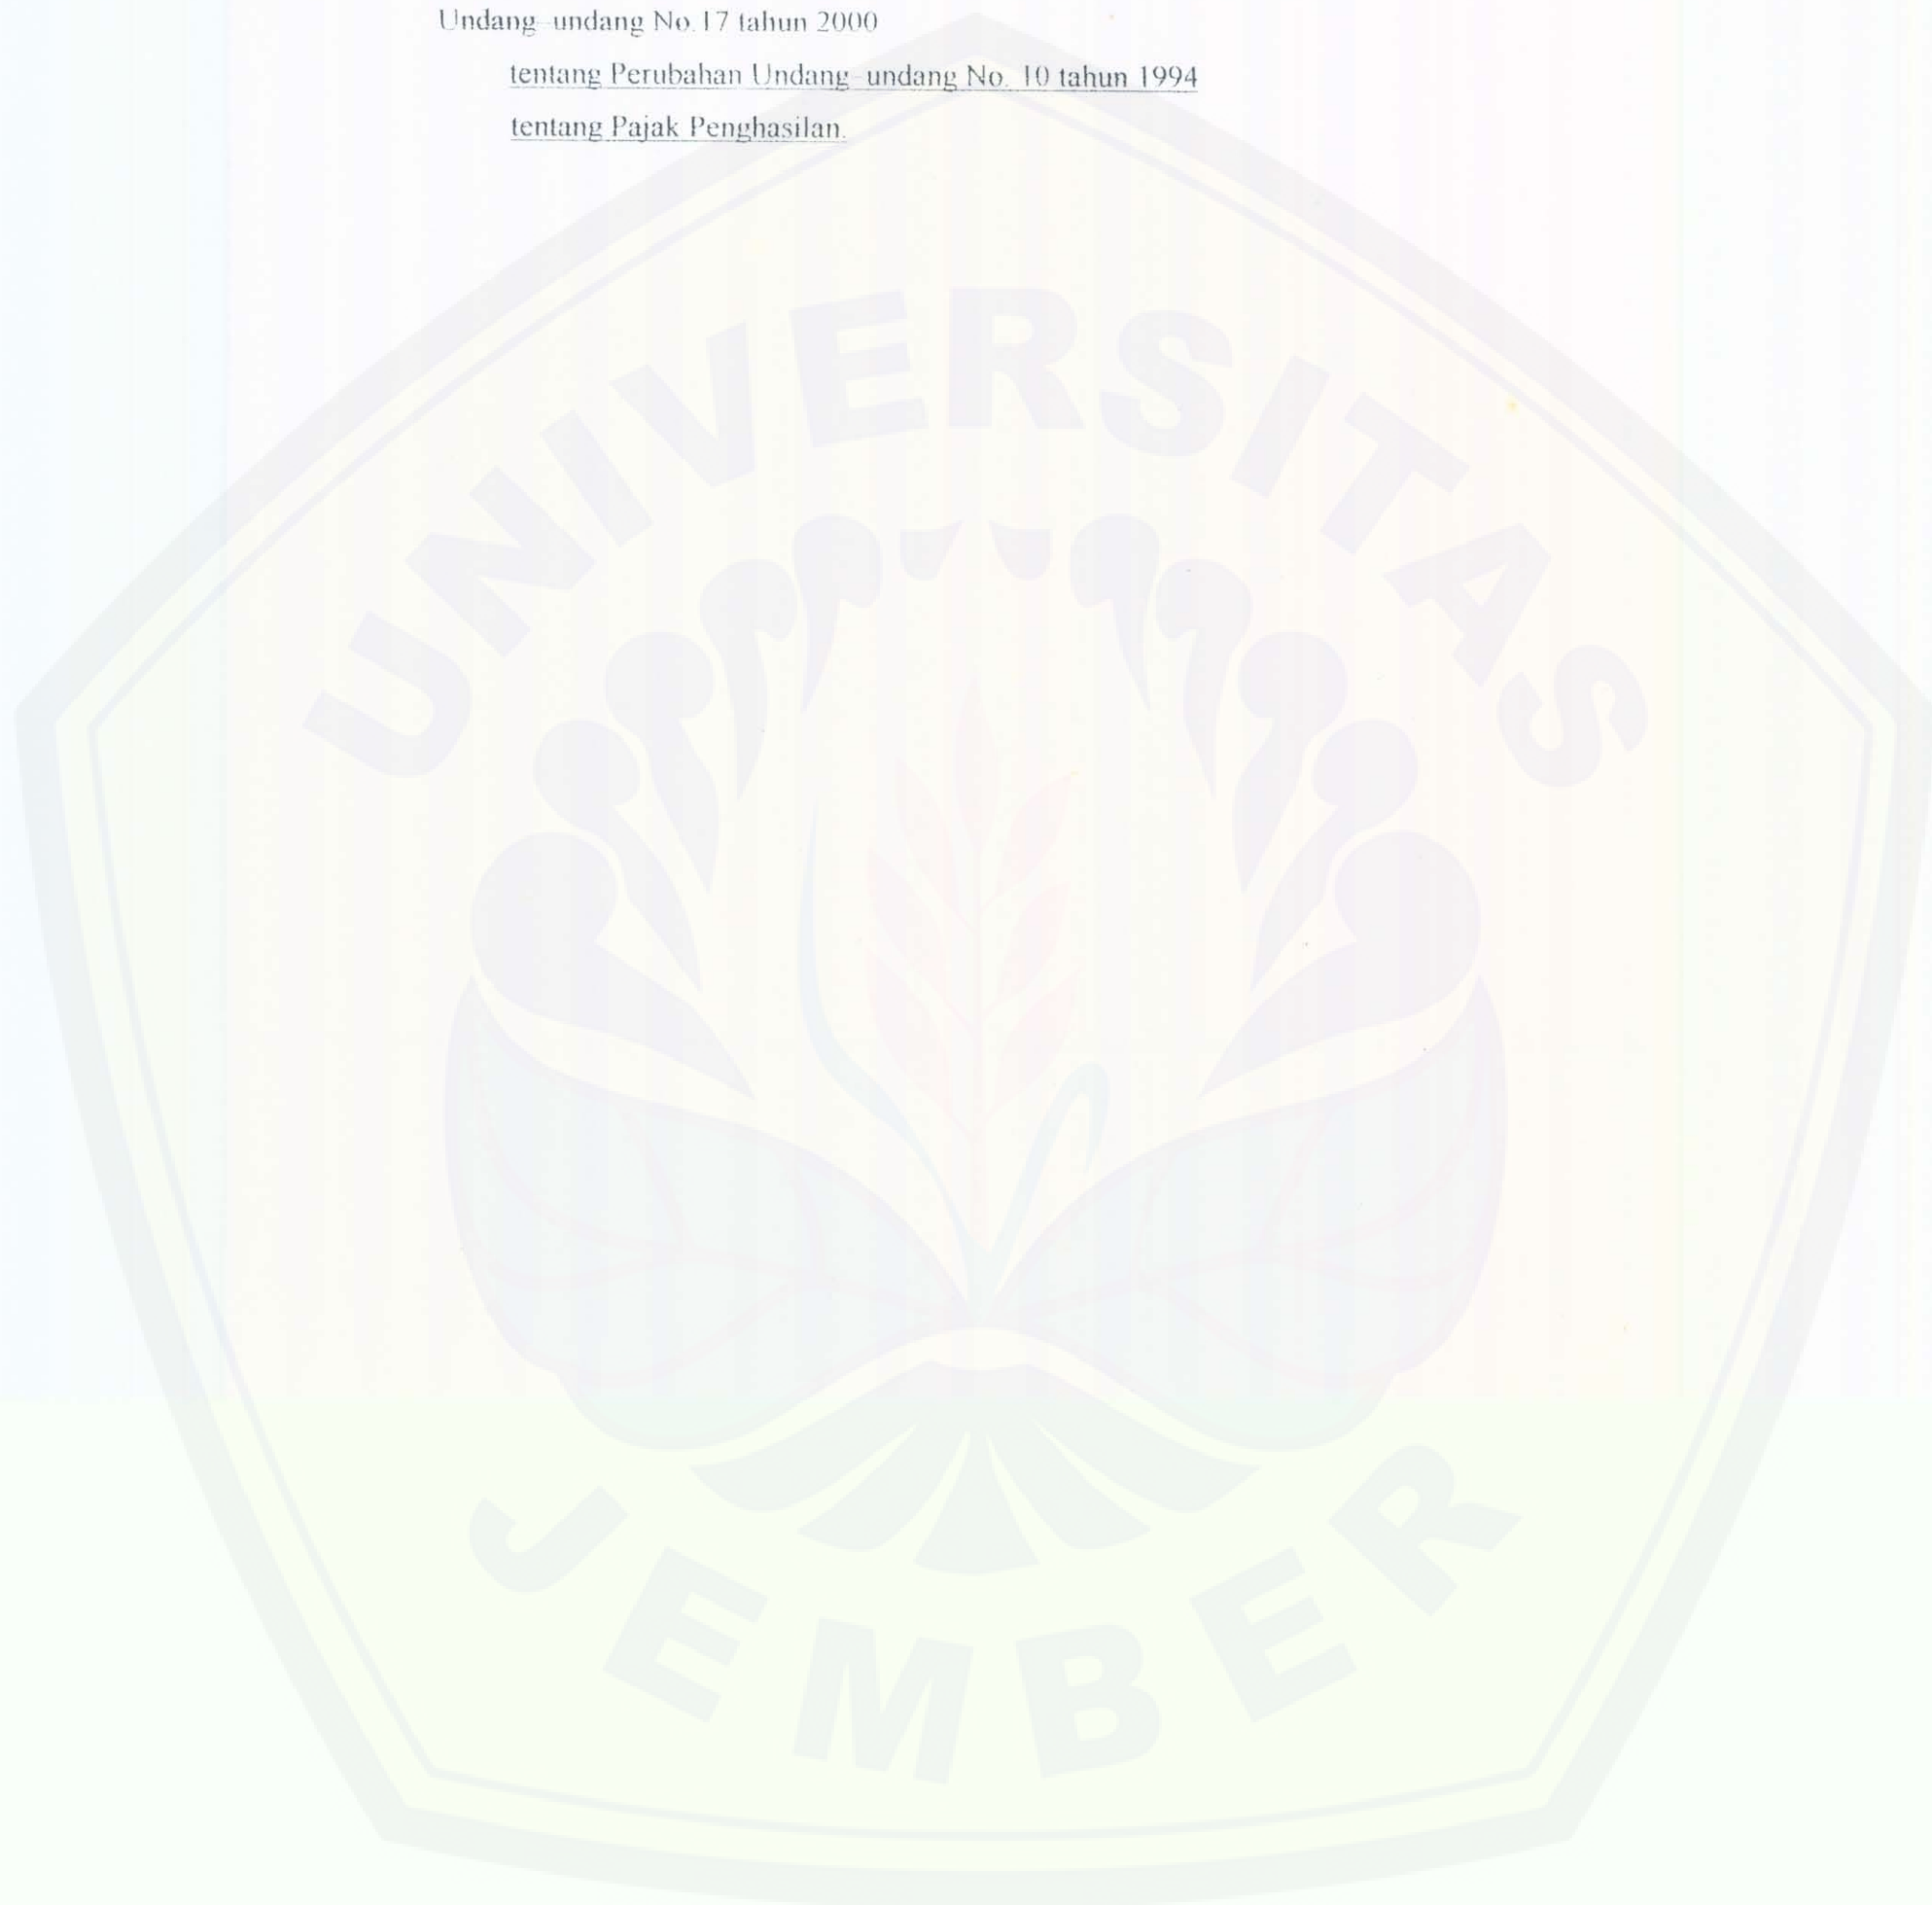 Undang-undang No.17 tahun 2000
tentang Perubahan Undang-undang No. 10 tahun 1994
tentang Pajak Penghasilan.
UNIVERSITAS
JEMBER